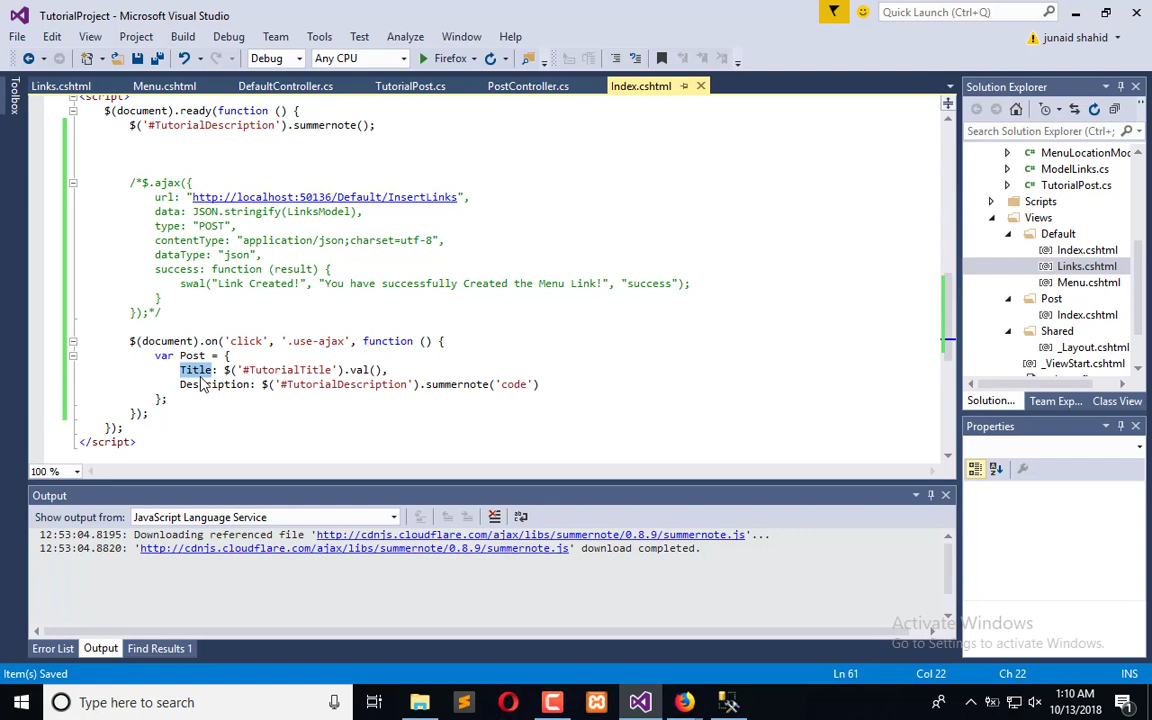 TutorialProject - Microsoft Visual Studio
Quick Launch (Ctrl+Q)
File Edit View Project Build Debug Team Tools Test Analyze Window Help
junaid shahid
Debug Any CPU Firefox
Toolbox
Links.cshtml Menu.cshtml DefaultController.cs TutorialPost.cs PostController.cs Index.cshtml
<script>
$(document).ready(function () {
$('#TutorialDescription').summernote();
/*$.ajax({
url: "http://localhost:50136/Default/InsertLinks",
data: JSON.stringify(LinksModel),
type: "POST",
contentType: "application/json;charset=utf-8",
dataType: "json",
success: function (result) {
swal("Link Created!", "You have successfully Created the Menu Link!", "success");
}
});*/
$(document).on('click', '.use-ajax', function () {
var Post = {
Title: $('#TutorialTitle').val(),
Description: $('#TutorialDescription').summernote('code')
};
});
});
</script>
100 %
Solution Explorer
Search Solution Explorer (Ctrl+;
MenuLocationMod
ModelLinks.cs
TutorialPost.cs
Scripts
Views
Default
Index.cshtml
Links.cshtml
Menu.cshtml
Post
Index.cshtml
Shared
_Layout.cshtml
_ViewStart.cshtml
Solution... Team Exp... Class View
Properties
Output
Show output from: JavaScript Language Service
12:53:04.8195: Downloading referenced file 'http://cdnjs.cloudflare.com/ajax/libs/summernote/0.8.9/summernote.js'...
12:53:04.8820: 'http://cdnjs.cloudflare.com/ajax/libs/summernote/0.8.9/summernote.js' download completed.
Error List Output Find Results 1
Activate Windows
Go to Settings to activate Windows.
Item(s) Saved Ln 61 Col 22 Ch 22 INS
Type here to search
1:10 AM
10/13/2018
1